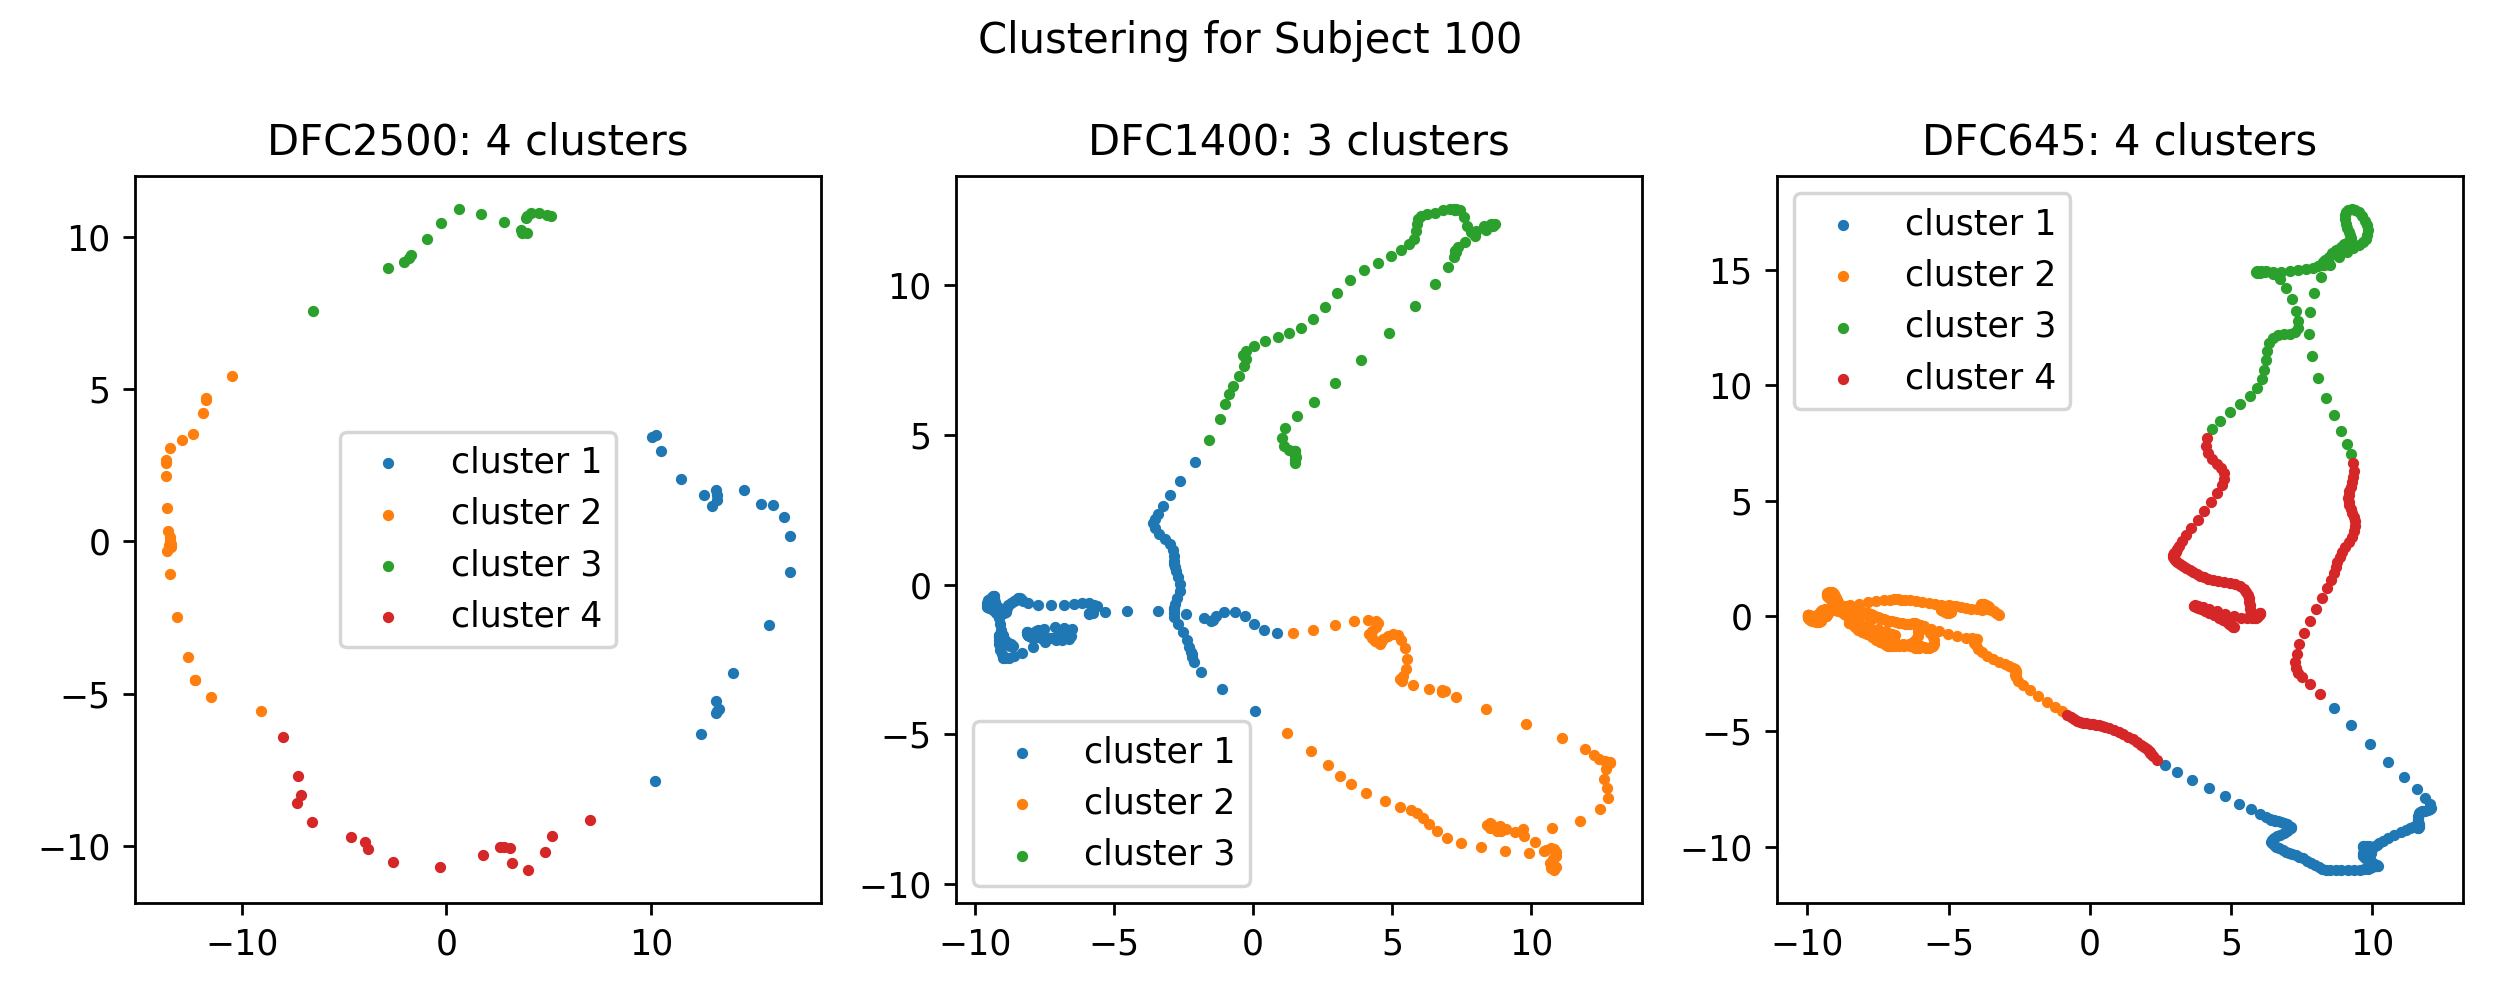 Clustering for Subject 100
DFC2500: 4 clusters
10
5
0
−5
−10
−10
0
10
cluster 1
cluster 2
cluster 3
cluster 4
DFC1400: 3 clusters
10
5
0
−5
−10
−10
−5
0
5
10
cluster 1
cluster 2
cluster 3
DFC645: 4 clusters
15
10
5
0
−5
−10
−10
−5
0
5
10
cluster 1
cluster 2
cluster 3
cluster 4